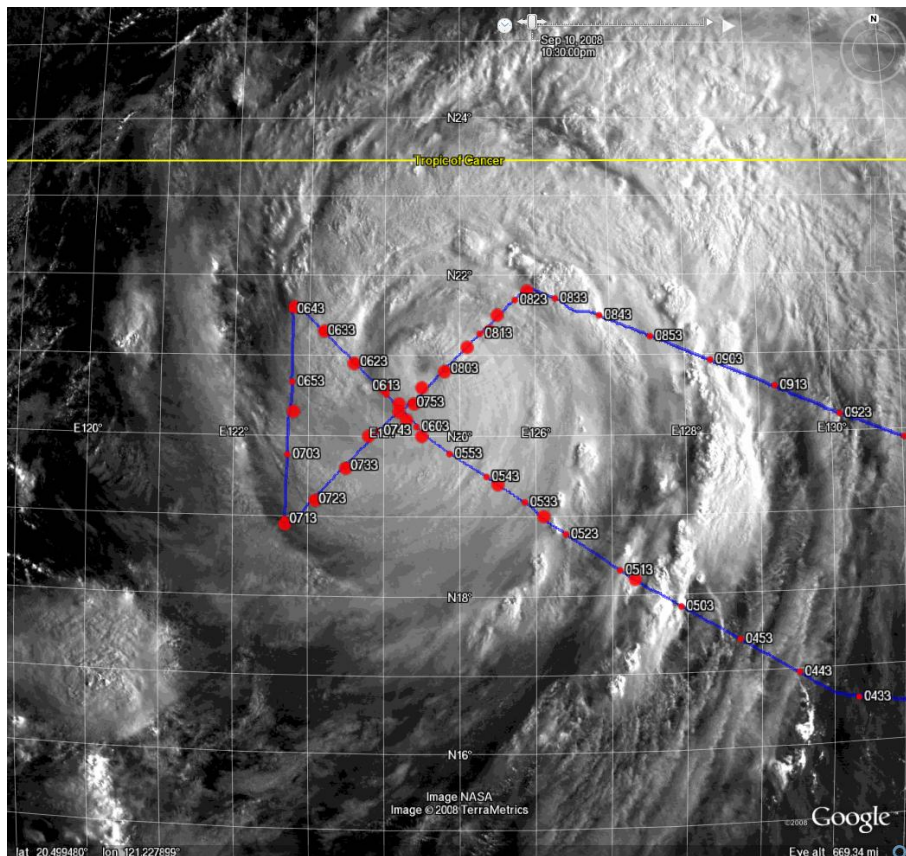 N
Sep 10, 2008
10:30:00pm
N24°
Tropic of Cancer
N22°
0643
0633
0623
0613
0823
0833
0843
0813
0853
0803
0903
0653
0753
0913
0923
0603
0743
E120°
E122°
N20°
E126°
E128°
E130°
0703
0553
0733
0543
0723
0533
0713
0523
0513
N18°
0503
0453
0443
0433
N16°
Image NASA
Image © 2008 TerraMetrics
©2008 Google™
lat 20.499480° lon 121.227899°
Eye alt 669.34 mi